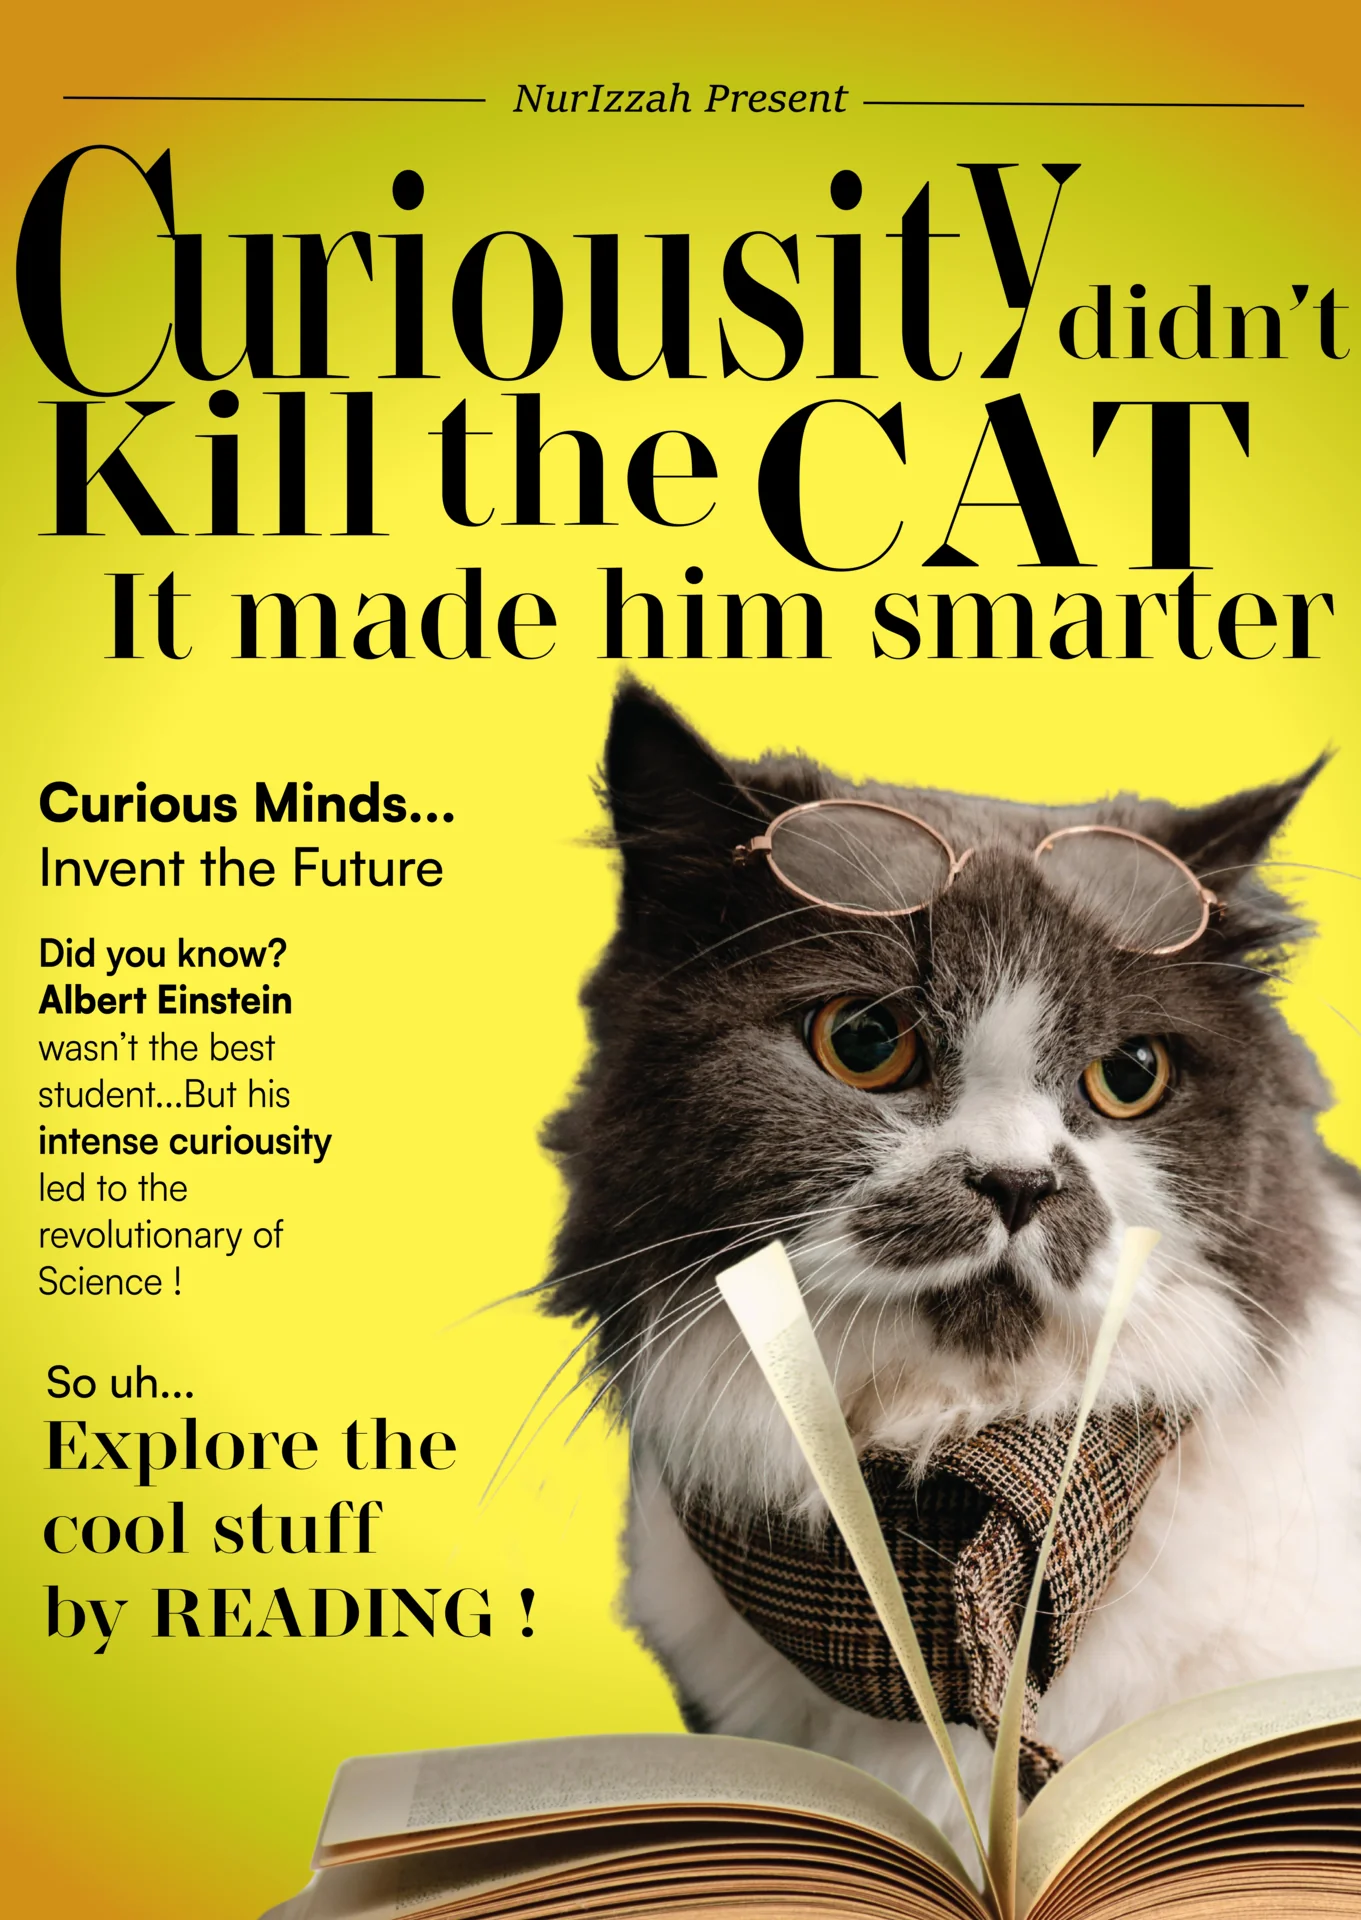 NurIzzah Present
Curiousity didn't
Kill the CAT
It made him smarter
Curious Minds...
Invent the Future
Did you know?
Albert Einstein
wasn't the best
student...But his
intense curiousity
led to the
revolutionary of
Science !
So uh...
Explore the
cool stuff
by READING !